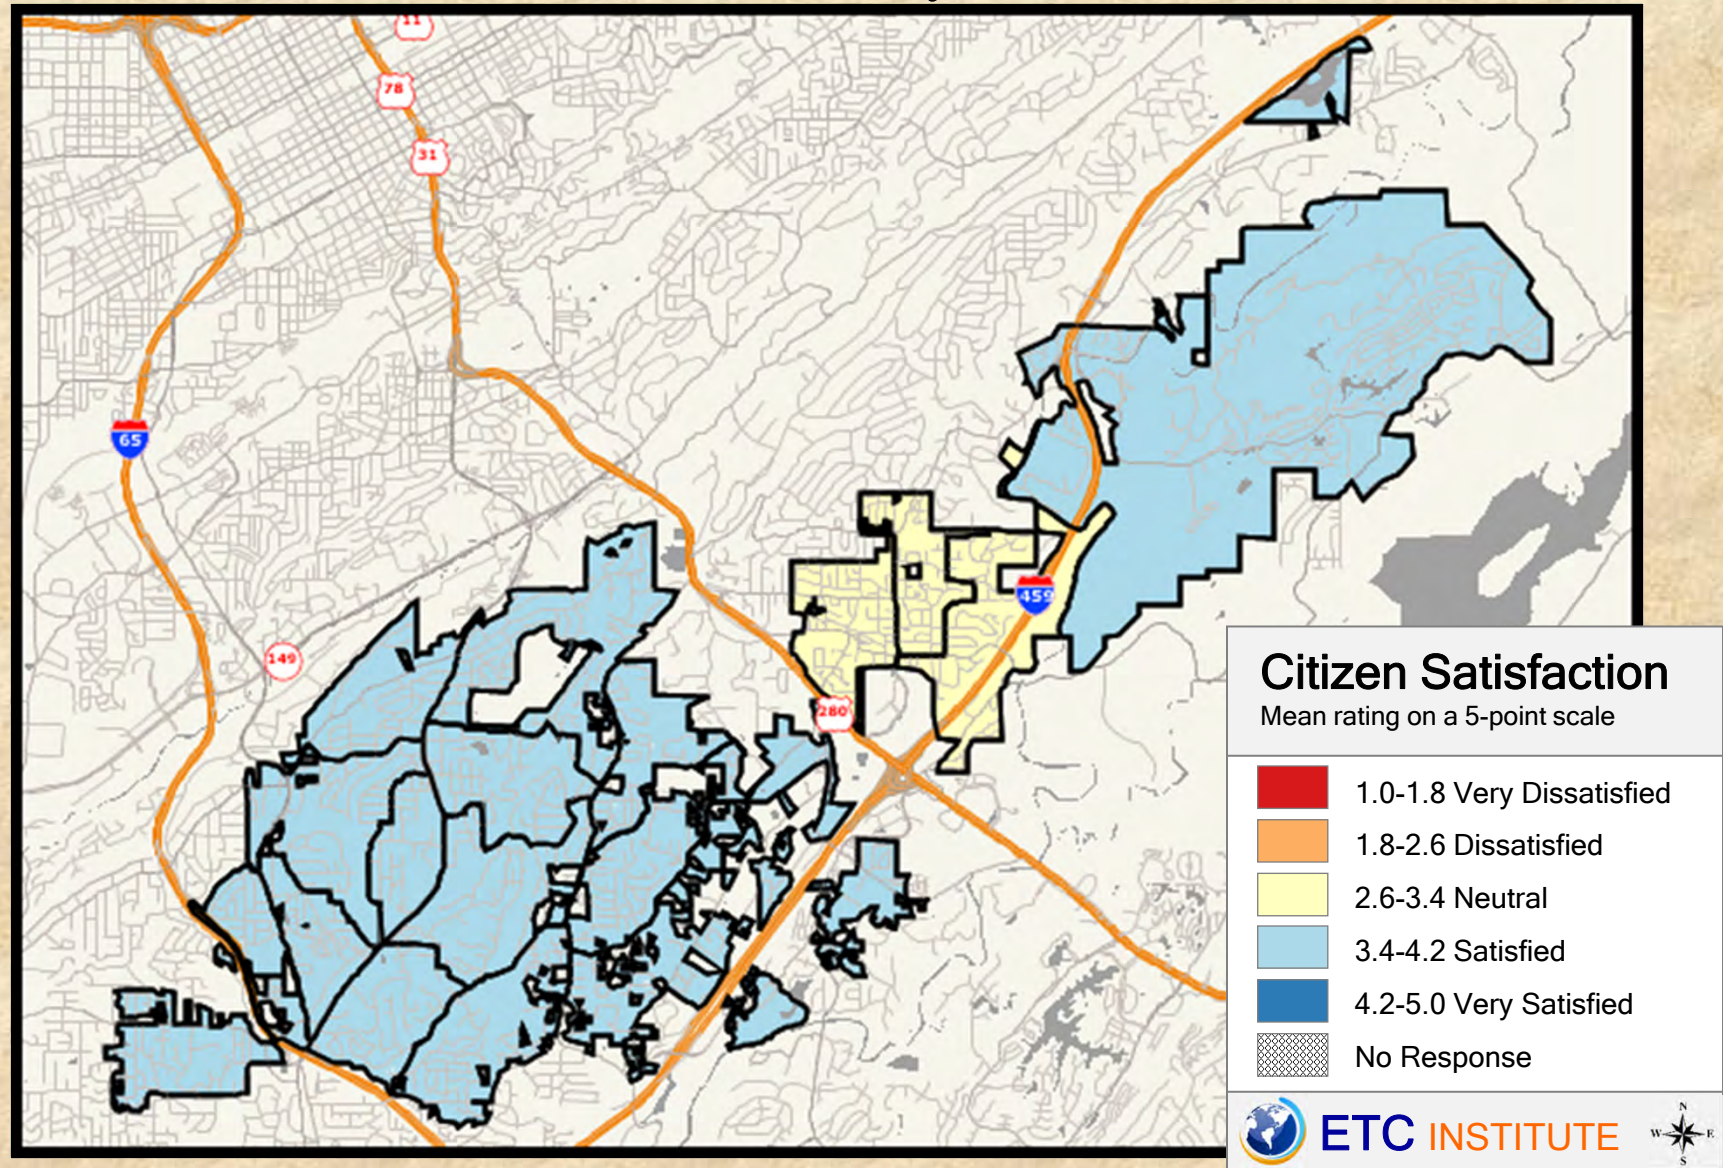 11
78
31
65
149
459
280
Citizen Satisfaction
Mean rating on a 5-point scale
1.0-1.8 Very Dissatisfied
1.8-2.6 Dissatisfied
2.6-3.4 Neutral
3.4-4.2 Satisfied
4.2-5.0 Very Satisfied
No Response
ETC INSTITUTE
N
W E
S